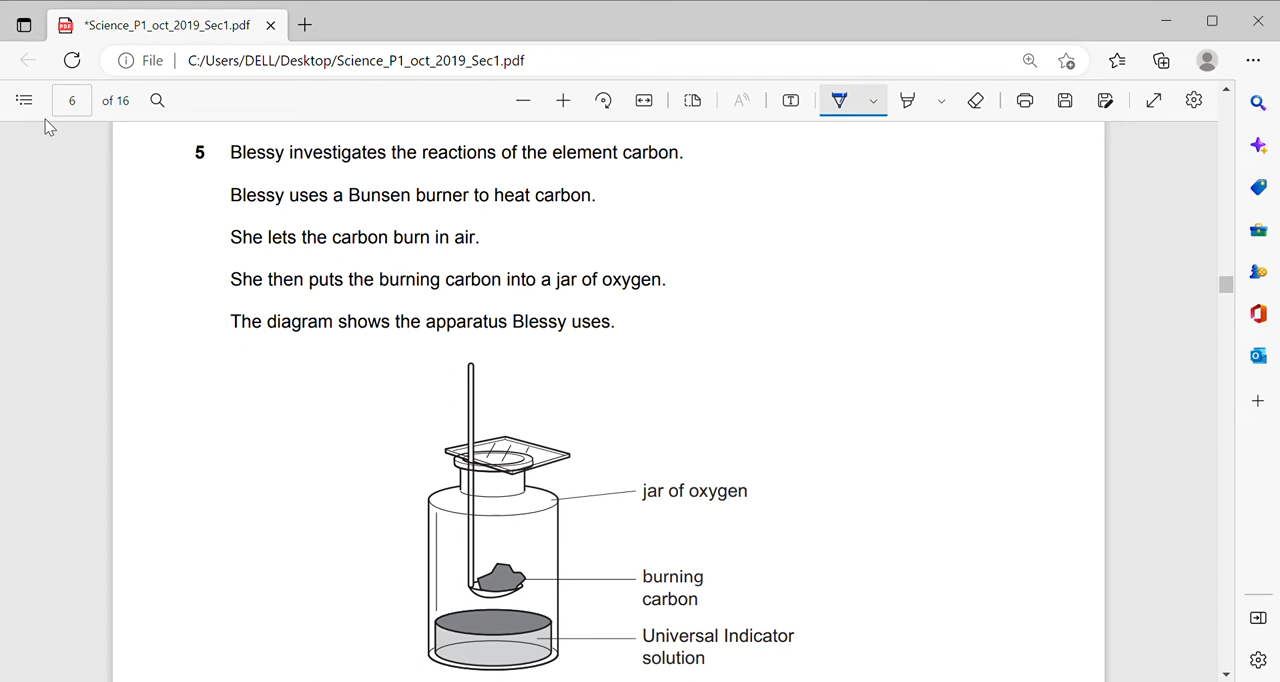 *Science_P1_oct_2019_Sec1.pdf
File C:/Users/DELL/Desktop/Science_P1_oct_2019_Sec1.pdf
6 of 16
5 Blessy investigates the reactions of the element carbon.
Blessy uses a Bunsen burner to heat carbon.
She lets the carbon burn in air.
She then puts the burning carbon into a jar of oxygen.
The diagram shows the apparatus Blessy uses.
jar of oxygen
burning
carbon
Universal Indicator
solution